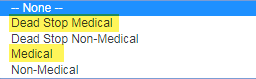 -- None --
Dead Stop Medical
Dead Stop Non-Medical
Medical
Non-Medical